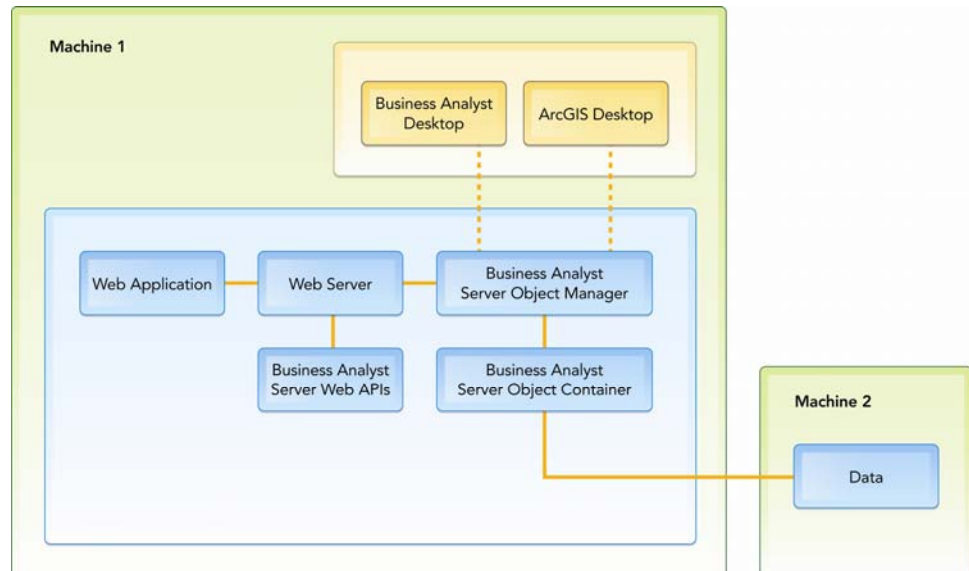 Machine 1
Business Analyst
Desktop
ArcGIS Desktop
Web Application
Web Server
Business Analyst
Server Object Manager
Business Analyst
Server Web APIs
Business Analyst
Server Object Container
Machine 2
Data